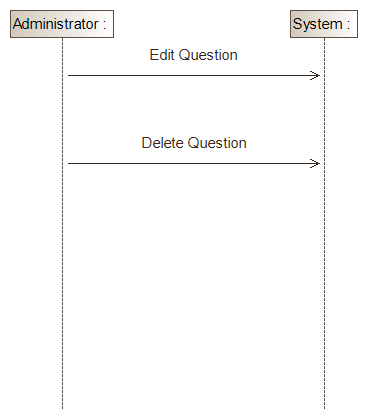 Administrator :
System :
Edit Question
Delete Question